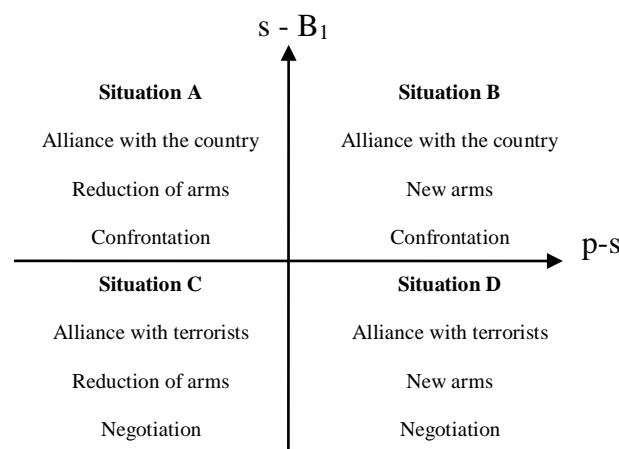 s - B₁
Situation A
Situation B
Alliance with the country
Alliance with the country
Reduction of arms
New arms
Confrontation
Confrontation
p-s
Situation C
Situation D
Alliance with terrorists
Alliance with terrorists
Reduction of arms
New arms
Negotiation
Negotiation